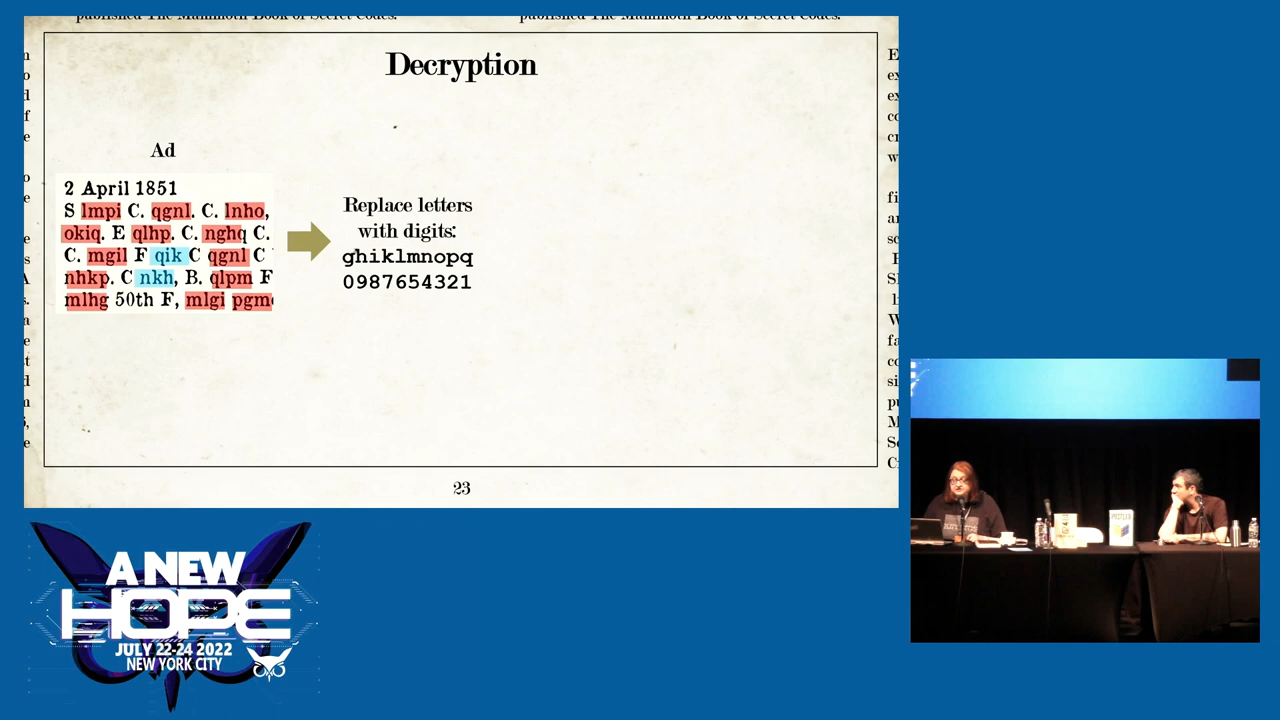 published The Mammoth Book of Secret Codes. published The Mammoth Book of Secret Codes.
Decryption
Ad
2 April 1851
S lmpi C. qgnl. C. lnho,
okiq. E qlhp. C. nghq C.
C. mgil F qik C qgnl C
nhkp. C nkh, B. qlpm F
mlhg 50th F, mlgi pgm
Replace letters
with digits:
ghiklmnopq
0987654321
23
A NEW
HOPE
JULY 22-24 2022
NEW YORK CITY